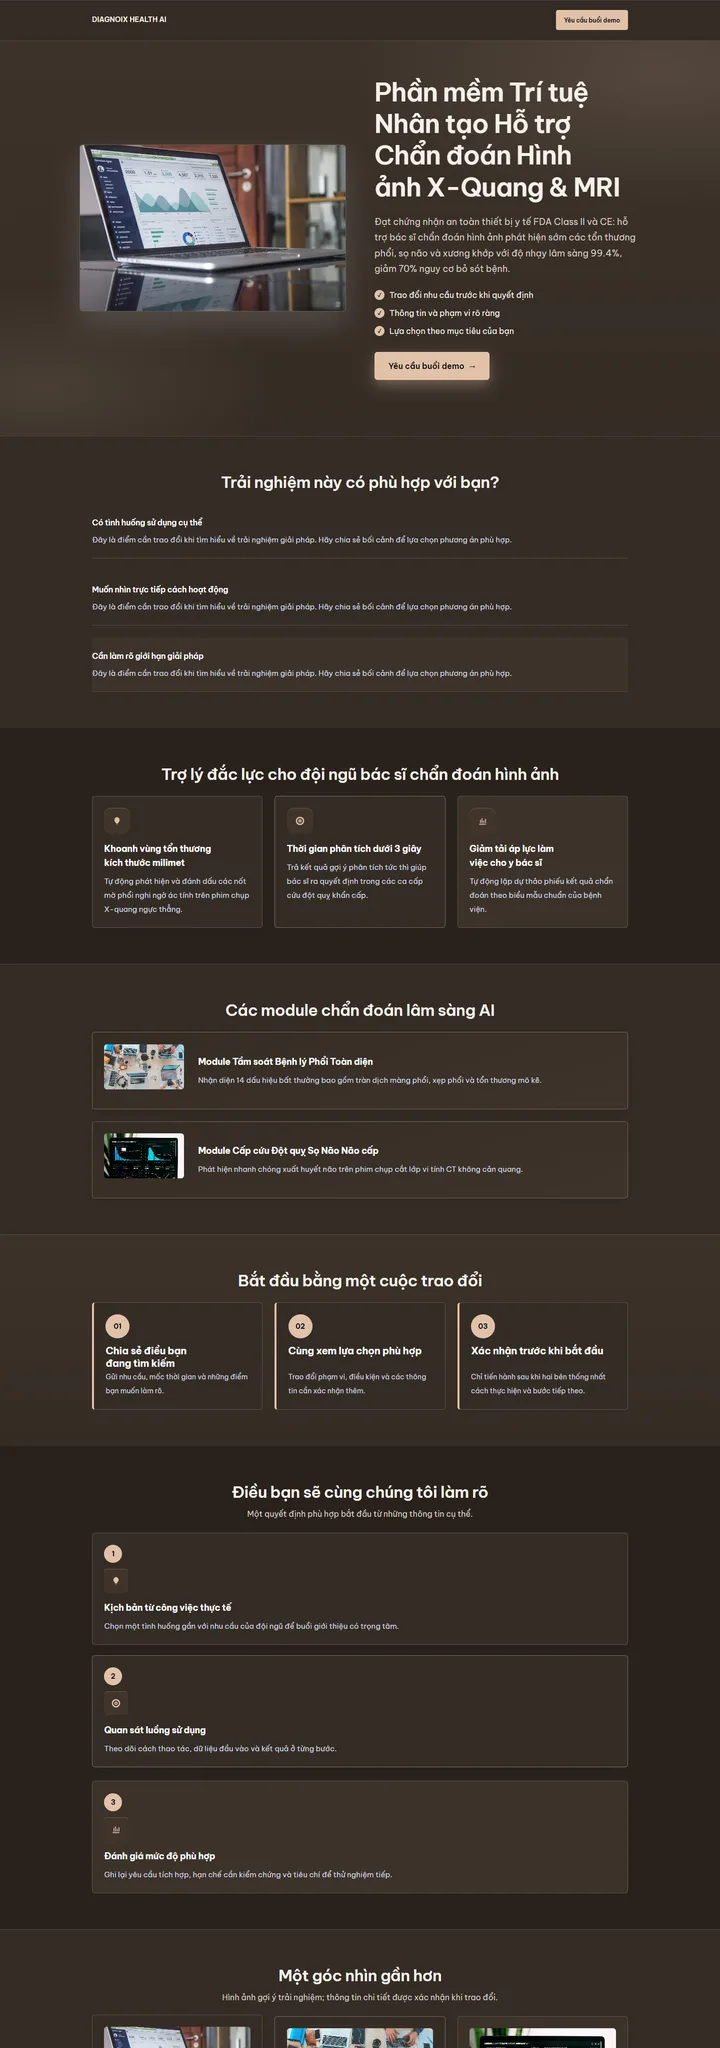 DIAGNOIX HEALTH AI
Yêu cầu buổi demo
Phần mềm Trí tuệ
Nhân tạo Hỗ trợ
Chẩn đoán Hình
ảnh X-Quang & MRI
Đạt chứng nhận an toàn thiết bị y tế FDA Class II và CE: hỗ
trợ bác sĩ chẩn đoán hình ảnh phát hiện sớm các tổn thương
phổi, sọ não và xương khớp với độ nhạy lâm sàng 99.4%,
giảm 70% nguy cơ bỏ sót bệnh.
✓ Trao đổi nhu cầu trước khi quyết định
✓ Thông tin và phạm vi rõ ràng
✓ Lựa chọn theo mục tiêu của bạn
Yêu cầu buổi demo →
Trải nghiệm này có phù hợp với bạn?
Có tình huống sử dụng cụ thể
Đây là điểm cần trao đổi khi tìm hiểu về trải nghiệm giải pháp. Hãy chia sẻ bối cảnh để lựa chọn phương án phù hợp.
Muốn nhìn trực tiếp cách hoạt động
Đây là điểm cần trao đổi khi tìm hiểu về trải nghiệm giải pháp. Hãy chia sẻ bối cảnh để lựa chọn phương án phù hợp.
Cần làm rõ giới hạn giải pháp
Đây là điểm cần trao đổi khi tìm hiểu về trải nghiệm giải pháp. Hãy chia sẻ bối cảnh để lựa chọn phương án phù hợp.
Trợ lý đắc lực cho đội ngũ bác sĩ chẩn đoán hình ảnh
Khoanh vùng tổn thương
kích thước milimet
Tự động phát hiện và đánh dấu các nốt
mờ phổi nghi ngờ ác tính trên phim chụp
X-quang ngực thẳng.
Thời gian phân tích dưới 3 giây
Trả kết quả gợi ý phân tích tức thì giúp
bác sĩ ra quyết định trong các ca cấp
cứu đột quỵ khẩn cấp.
Giảm tải áp lực làm
việc cho y bác sĩ
Tự động lập dự thảo phiếu kết quả chẩn
đoán theo biểu mẫu chuẩn của bệnh
viện.
Các module chẩn đoán lâm sàng AI
Module Tầm soát Bệnh lý Phổi Toàn diện
Nhận diện 14 dấu hiệu bất thường bao gồm tràn dịch màng phổi, xẹp phổi và tổn thương mô kẽ.
Module Cấp cứu Đột quỵ Sọ Não Não cấp
Phát hiện nhanh chóng xuất huyết não trên phim chụp cắt lớp vi tính CT không cản quang.
Bắt đầu bằng một cuộc trao đổi
01
Chia sẻ điều bạn
đang tìm kiếm
Gửi nhu cầu, mốc thời gian và những điểm
bạn muốn làm rõ.
02
Cùng xem lựa chọn phù hợp
Trao đổi phạm vi, điều kiện và các thông
tin cần xác nhận thêm.
03
Xác nhận trước khi bắt đầu
Chỉ tiến hành sau khi hai bên thống nhất
cách thực hiện và bước tiếp theo.
Điều bạn sẽ cùng chúng tôi làm rõ
Một quyết định phù hợp bắt đầu từ những thông tin cụ thể.
1
Kịch bản từ công việc thực tế
Chọn một tình huống gắn với nhu cầu của đội ngũ để buổi giới thiệu có trọng tâm.
2
Quan sát luồng sử dụng
Theo dõi cách thao tác, dữ liệu đầu vào và kết quả ở từng bước.
3
Đánh giá mức độ phù hợp
Ghi lại yêu cầu tích hợp, hạn chế cần kiểm chứng và tiêu chí để thử nghiệm tiếp.
Một góc nhìn gần hơn
Hình ảnh gợi ý trải nghiệm; thông tin chi tiết được xác nhận khi trao đổi.